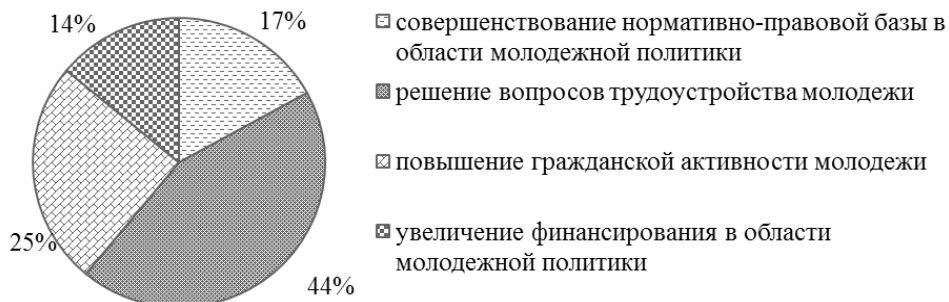 14%
17%
25%
44%
совершенствование нормативно-правовой базы в
области молодежной политики
решение вопросов трудоустройства молодежи
повышение гражданской активности молодежи
увеличение финансирования в области
молодежной политики